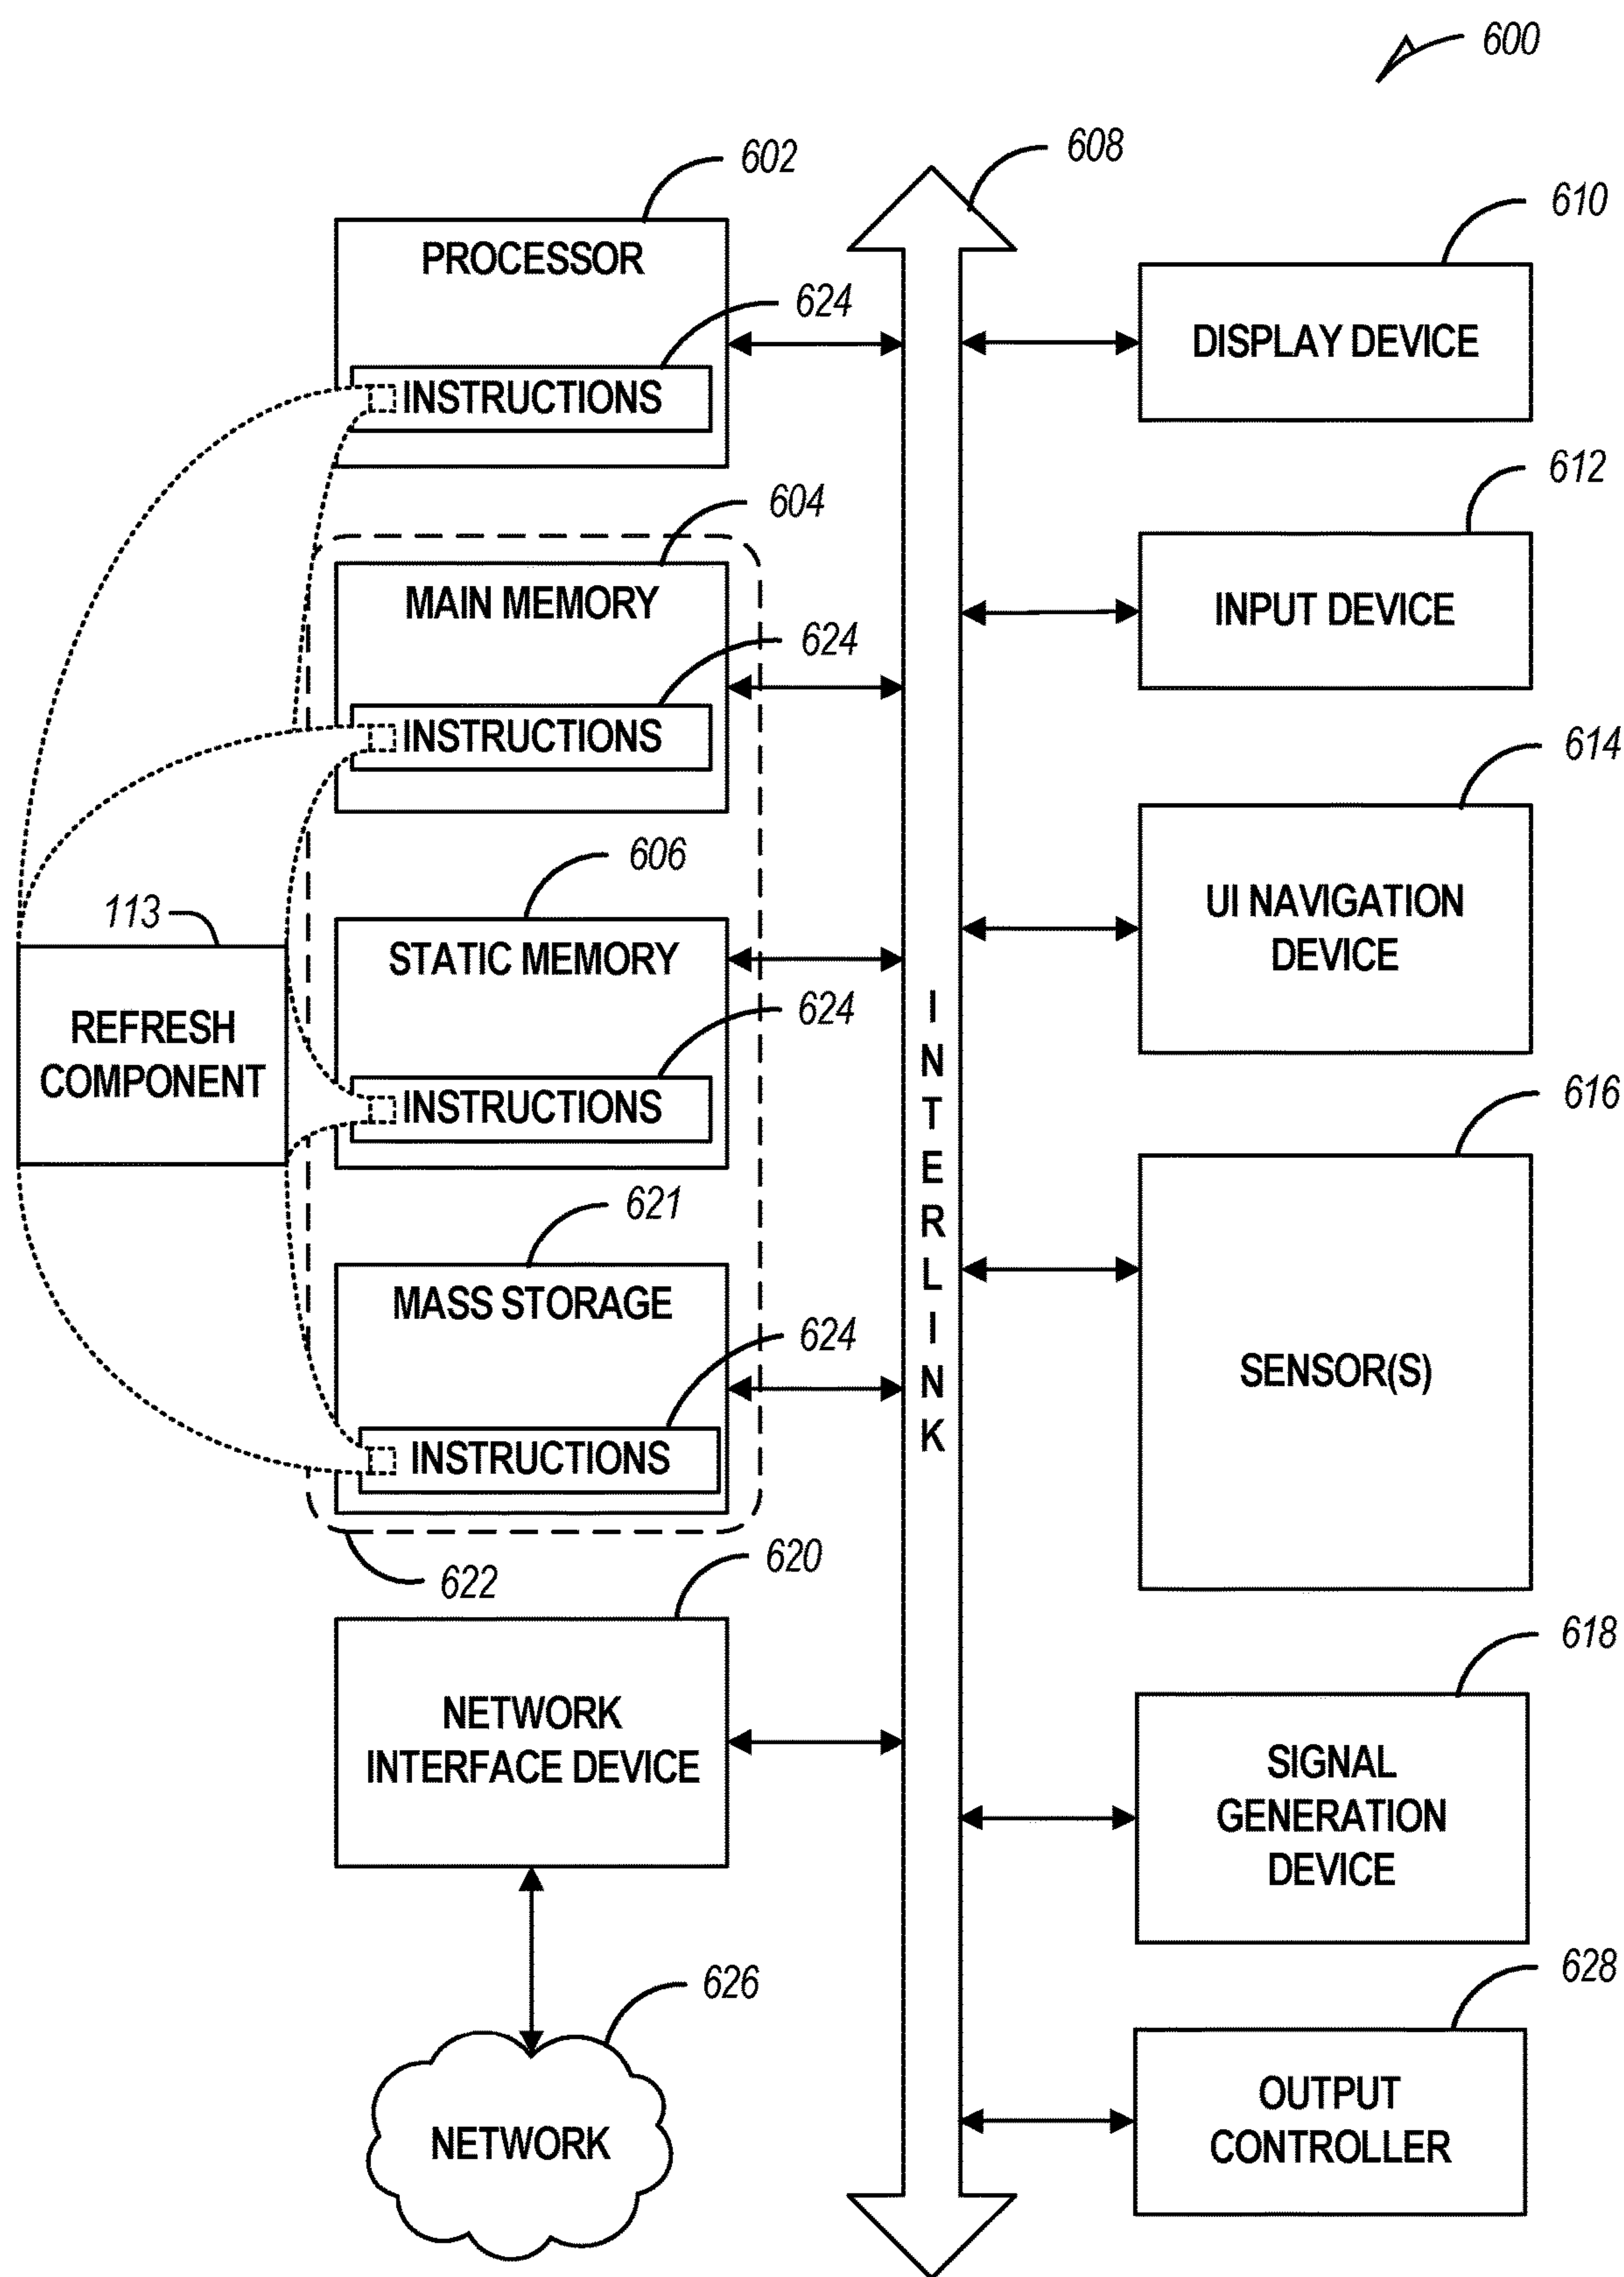 600
602
608
610
PROCESSOR
624
INSTRUCTIONS
DISPLAY DEVICE
604
612
MAIN MEMORY
624
INSTRUCTIONS
INPUT DEVICE
606
614
113
STATIC MEMORY
624
INSTRUCTIONS
UI NAVIGATION
DEVICE
REFRESH
COMPONENT
INTERLINK
616
621
MASS STORAGE
624
INSTRUCTIONS
SENSOR(S)
622
620
618
NETWORK
INTERFACE DEVICE
SIGNAL
GENERATION
DEVICE
626
628
NETWORK
OUTPUT
CONTROLLER